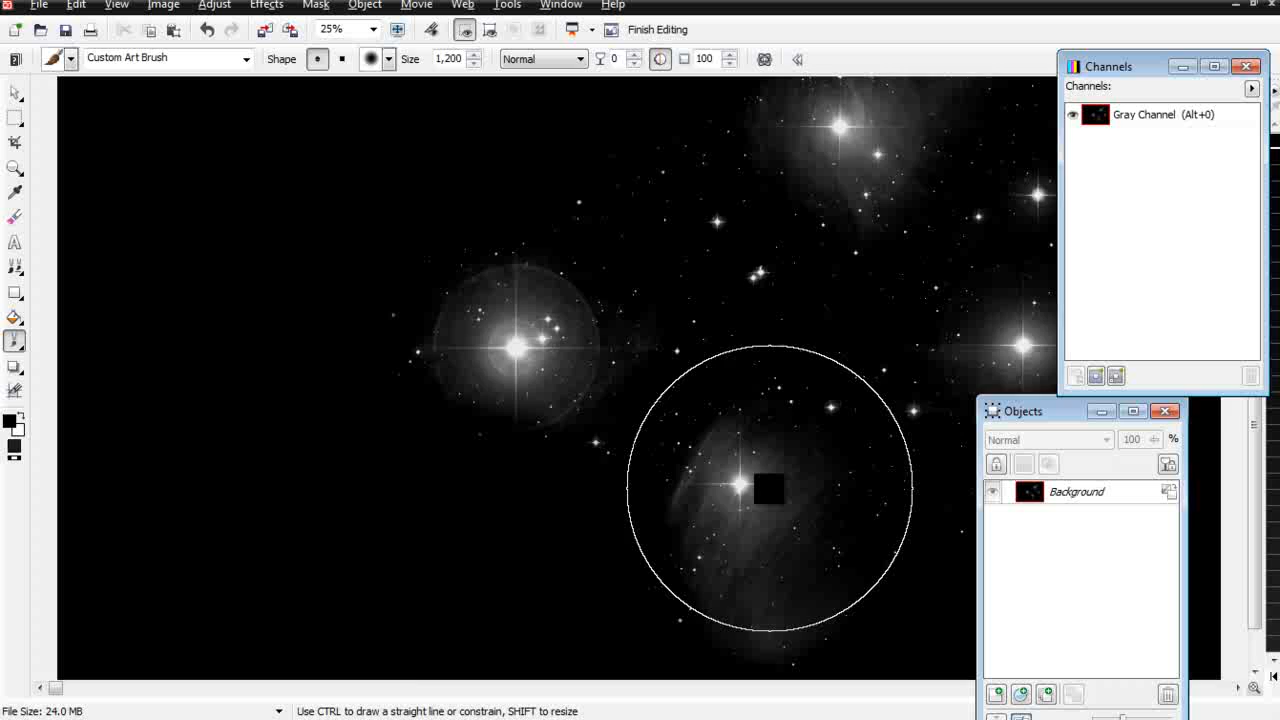 File Edit View Image Adjust Effects Mask Object Movie Web Tools Window Help
25% Finish Editing
Custom Art Brush Shape Size 1,200 Normal 0 100
Channels
Channels:
Gray Channel (Alt+0)
Objects
Normal 100 %
Background
File Size: 24.0 MB Use CTRL to draw a straight line or constrain, SHIFT to resize